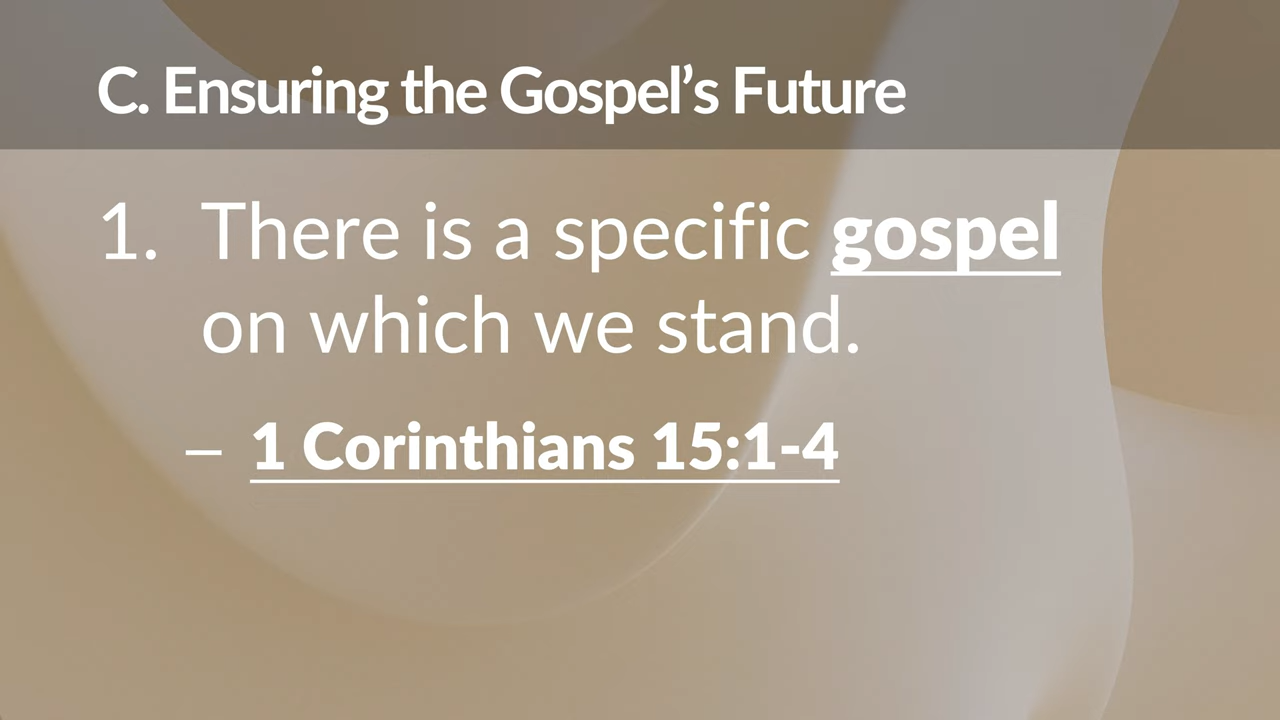 C. Ensuring the Gospel’s Future
1. There is a specific gospel
on which we stand.
– 1 Corinthians 15:1-4